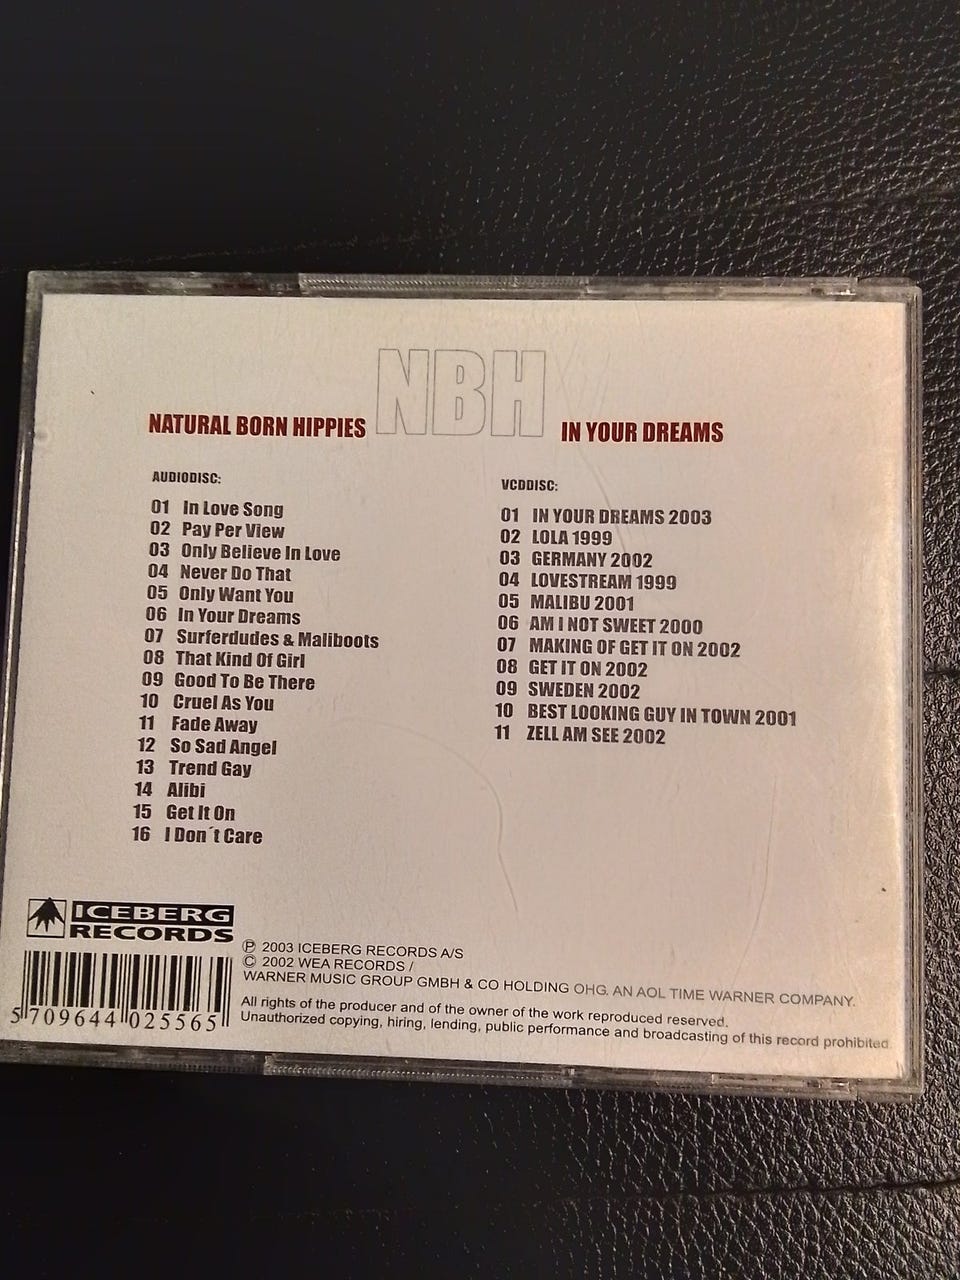 NBH
NATURAL BORN HIPPIES
IN YOUR DREAMS
AUDIODISC:
01 In Love Song
02 Pay Per View
03 Only Believe In Love
04 Never Do That
05 Only Want You
06 In Your Dreams
07 Surferdudes & Maliboots
08 That Kind Of Girl
09 Good To Be There
10 Cruel As You
11 Fade Away
12 So Sad Angel
13 Trend Gay
14 Alibi
15 Get It On
16 I Don´t Care
VCDDISC:
01 IN YOUR DREAMS 2003
02 LOLA 1999
03 GERMANY 2002
04 LOVESTREAM 1999
05 MALIBU 2001
06 AM I NOT SWEET 2000
07 MAKING OF GET IT ON 2002
08 GET IT ON 2002
09 SWEDEN 2002
10 BEST LOOKING GUY IN TOWN 2001
11 ZELL AM SEE 2002
ICEBERG
RECORDS
5 709644 025565
℗ 2003 ICEBERG RECORDS A/S
© 2002 WEA RECORDS /
WARNER MUSIC GROUP GMBH & CO HOLDING OHG. AN AOL TIME WARNER COMPANY.
All rights of the producer and of the owner of the work reproduced reserved.
Unauthorized copying, hiring, lending, public performance and broadcasting of this record prohibited.